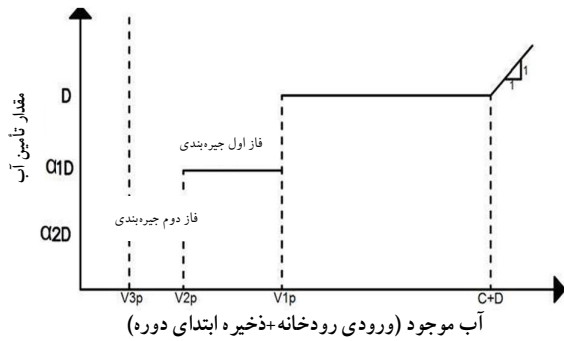 D
α1D
α2D
مقدار تأمین آب
فاز اول جیره‌بندی
فاز دوم جیره‌بندی
1
1
V3p
V2p
V1p
C+D
آب موجود (ورودی رودخانه+ذخیره ابتدای دوره)